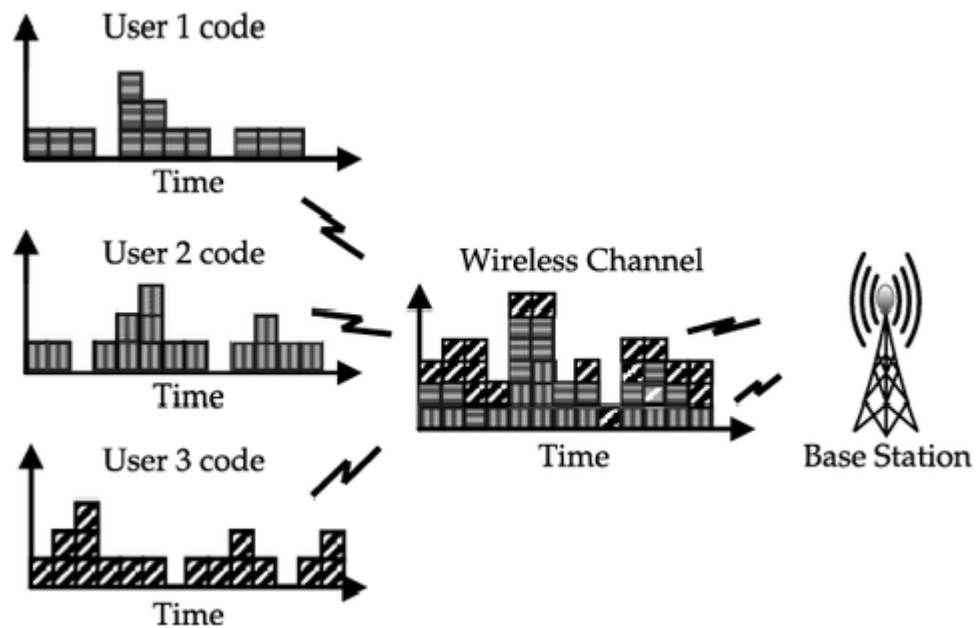 User 1 code
Time
User 2 code
Time
User 3 code
Time
Wireless Channel
Time
Base Station